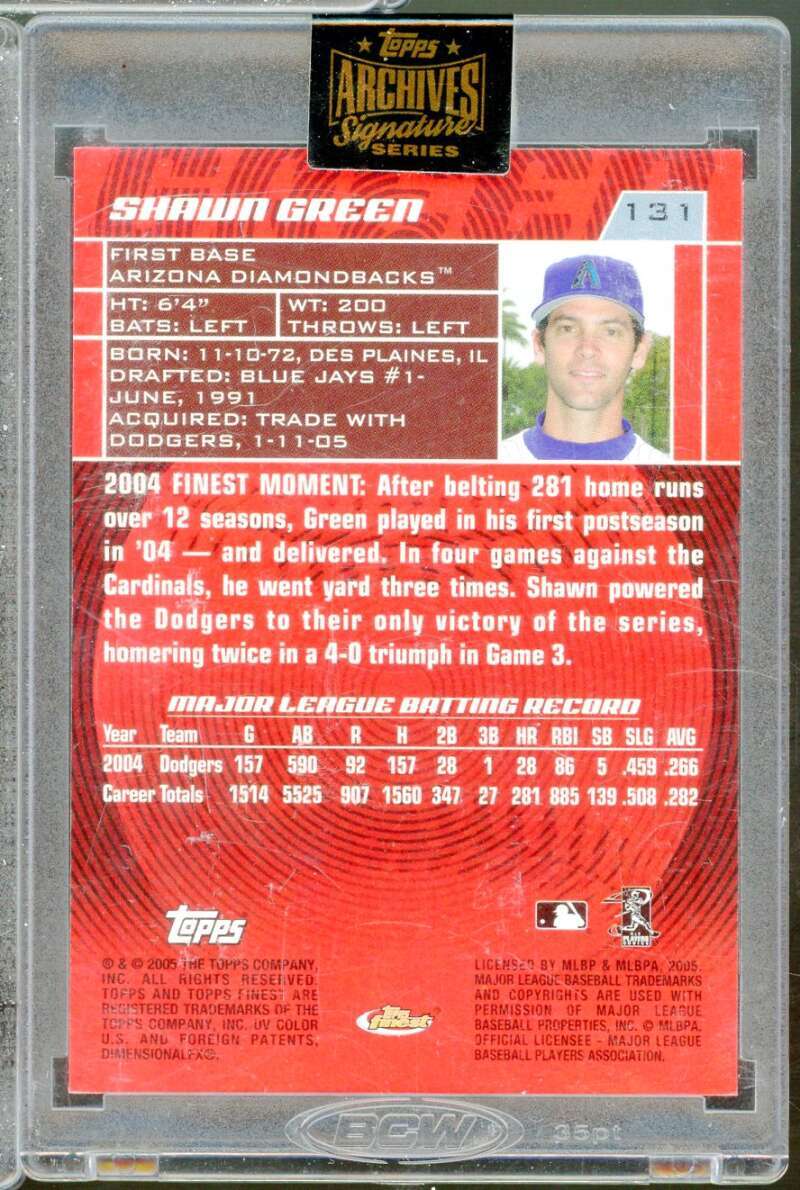 Topps
ARCHIVES
Signature
SERIES
SHAWN GREEN
131
FIRST BASE
ARIZONA DIAMONDBACKS™
HT: 6'4" WT: 200
BATS: LEFT THROWS: LEFT
BORN: 11-10-72, DES PLAINES, IL
DRAFTED: BLUE JAYS #1-
JUNE, 1991
ACQUIRED: TRADE WITH
DODGERS, 1-11-05
2004 FINEST MOMENT: After belting 281 home runs
over 12 seasons, Green played in his first postseason
in '04 — and delivered. In four games against the
Cardinals, he went yard three times. Shawn powered
the Dodgers to their only victory of the series,
homering twice in a 4-0 triumph in Game 3.
MAJOR LEAGUE BATTING RECORD
Year Team G AB R H 2B 3B HR RBI SB SLG AVG
2004 Dodgers 157 590 92 157 28 1 28 86 5 .459 .266
Career Totals 1514 5525 907 1560 347 27 281 885 139 .508 .282
Topps
® & © 2005 THE TOPPS COMPANY,
INC. ALL RIGHTS RESERVED.
TOPPS AND TOPPS FINEST ARE
REGISTERED TRADEMARKS OF THE
TOPPS COMPANY, INC. UV COLOR
U.S. AND FOREIGN PATENTS,
DIMENSIONALFX®.
finest
LICENSED BY MLBP & MLBPA, 2005.
MAJOR LEAGUE BASEBALL TRADEMARKS
AND COPYRIGHTS ARE USED WITH
PERMISSION OF MAJOR LEAGUE
BASEBALL PROPERTIES, INC. © MLBPA.
OFFICIAL LICENSEE - MAJOR LEAGUE
BASEBALL PLAYERS ASSOCIATION.
BCW® 35pt